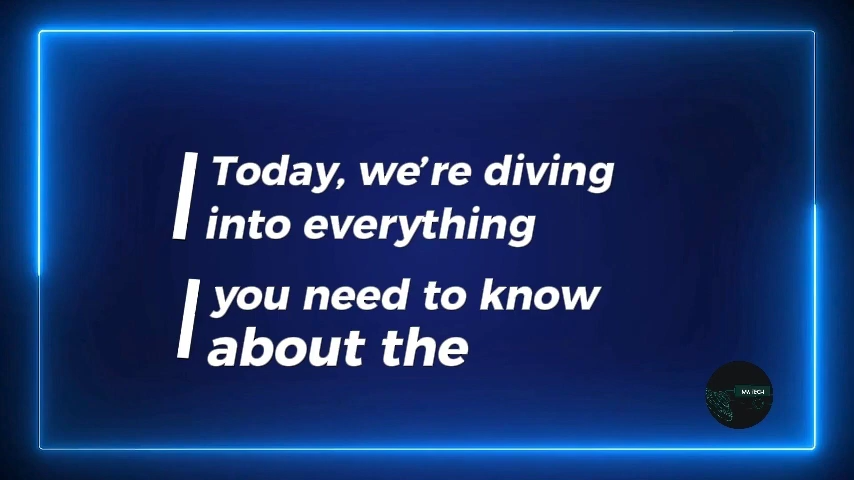 Today, we're diving
into everything
you need to know
about the